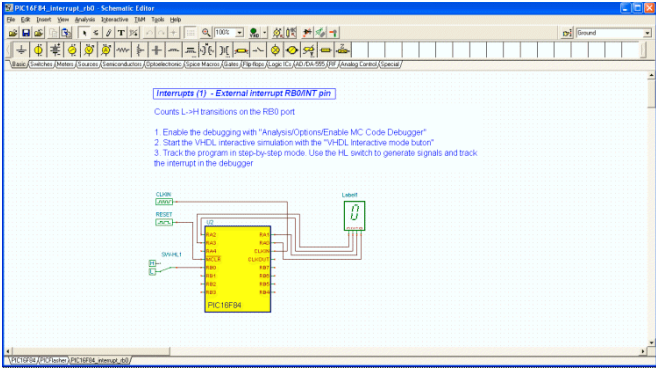 PIC16F84_interrupt_rb0 - Schematic Editor
File Edit Insert View Analysis Interactive T&M Tools Help
100%
Ground
Basic Switches Meters Sources Semiconductors Optoelectronic Spice Macros Gates Flip-flops Logic ICs AD/DA-555 RF Analog Control Special
Interrupts (1) - External interrupt RB0/INT pin
Counts L->H transitions on the RB0 port
1. Enable the debugging with "Analysis/Options/Enable MC Code Debugger"
2. Start the VHDL interactive simulation with the "VHDL Interactive mode buton"
3. Track the program in step-by-step mode. Use the HL switch to generate signals and track
the interrupt in the debugger
CLKIN
Label1
RESET
U2
RA2 RA1
RA3 RA0
RA4 CLKIN
MCLR CLKOUT
SW-HL1
H
L
RB0 RB7
RB1 RB6
RB2 RB5
RB3 RB4
PIC16F84
PIC16F84 PICFlasher PIC16F84_interrupt_rb0